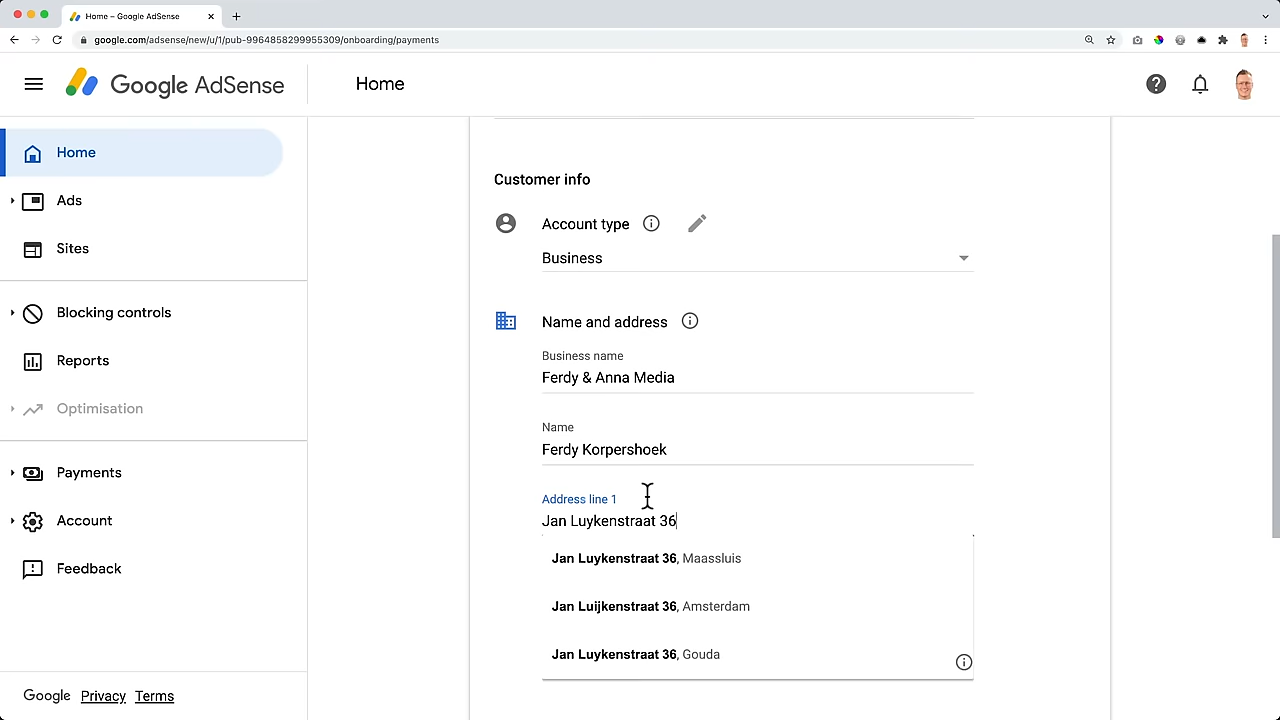 Home – Google AdSense
google.com/adsense/new/u/1/pub-9964858299955309/onboarding/payments
Google AdSense
Home
Home
Ads
Sites
Blocking controls
Reports
Optimisation
Payments
Account
Feedback
Google Privacy Terms
Customer info
Account type
Business
Name and address
Business name
Ferdy & Anna Media
Name
Ferdy Korpershoek
Address line 1
Jan Luykenstraat 36
Jan Luykenstraat 36, Maassluis
Jan Luijkenstraat 36, Amsterdam
Jan Luykenstraat 36, Gouda